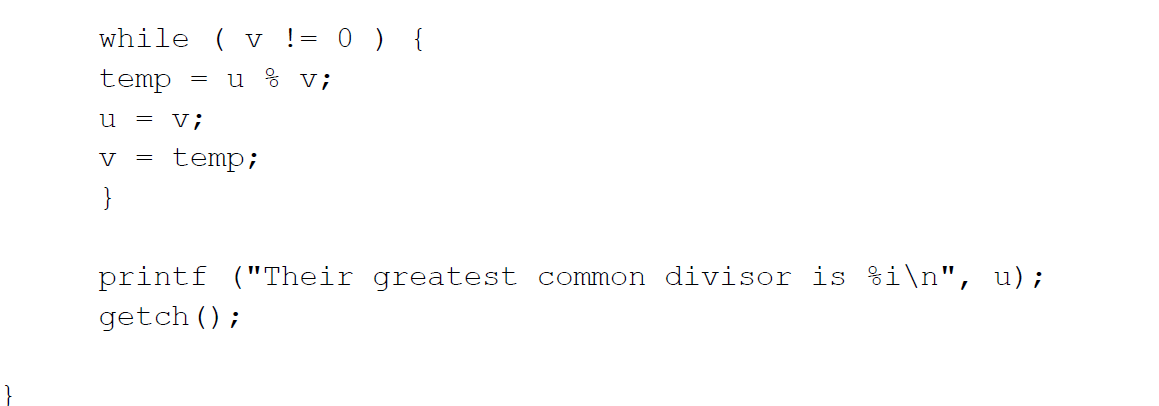 while ( v != 0 ) {
temp = u % v;
u = v;
v = temp;
}
printf ("Their greatest common divisor is %i\n", u);
getch();
}